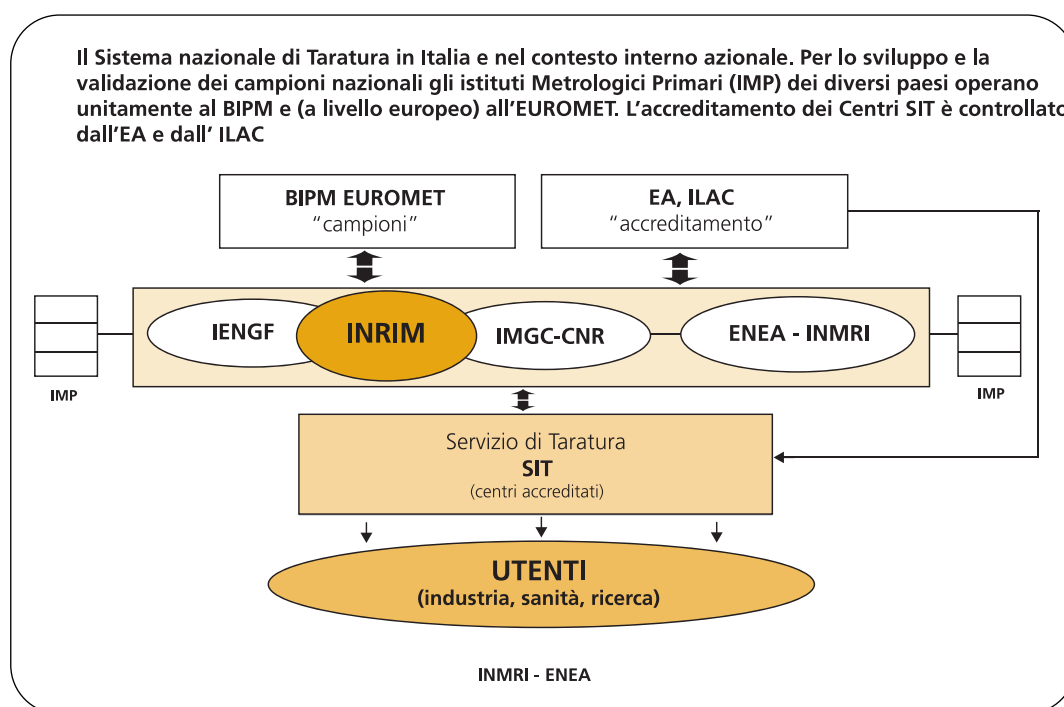 Il Sistema nazionale di Taratura in Italia e nel contesto interno azionale. Per lo sviluppo e la
validazione dei campioni nazionali gli istituti Metrologici Primari (IMP) dei diversi paesi operano
unitamente al BIPM e (a livello europeo) all'EUROMET. L'accreditamento dei Centri SIT è controllato
dall'EA e dall' ILAC
BIPM EUROMET
"campioni"
EA, ILAC
"accreditamento"
IENGF
INRIM
IMGC-CNR
ENEA - INMRI
IMP
IMP
Servizio di Taratura
SIT
(centri accreditati)
UTENTI
(industria, sanità, ricerca)
INMRI - ENEA